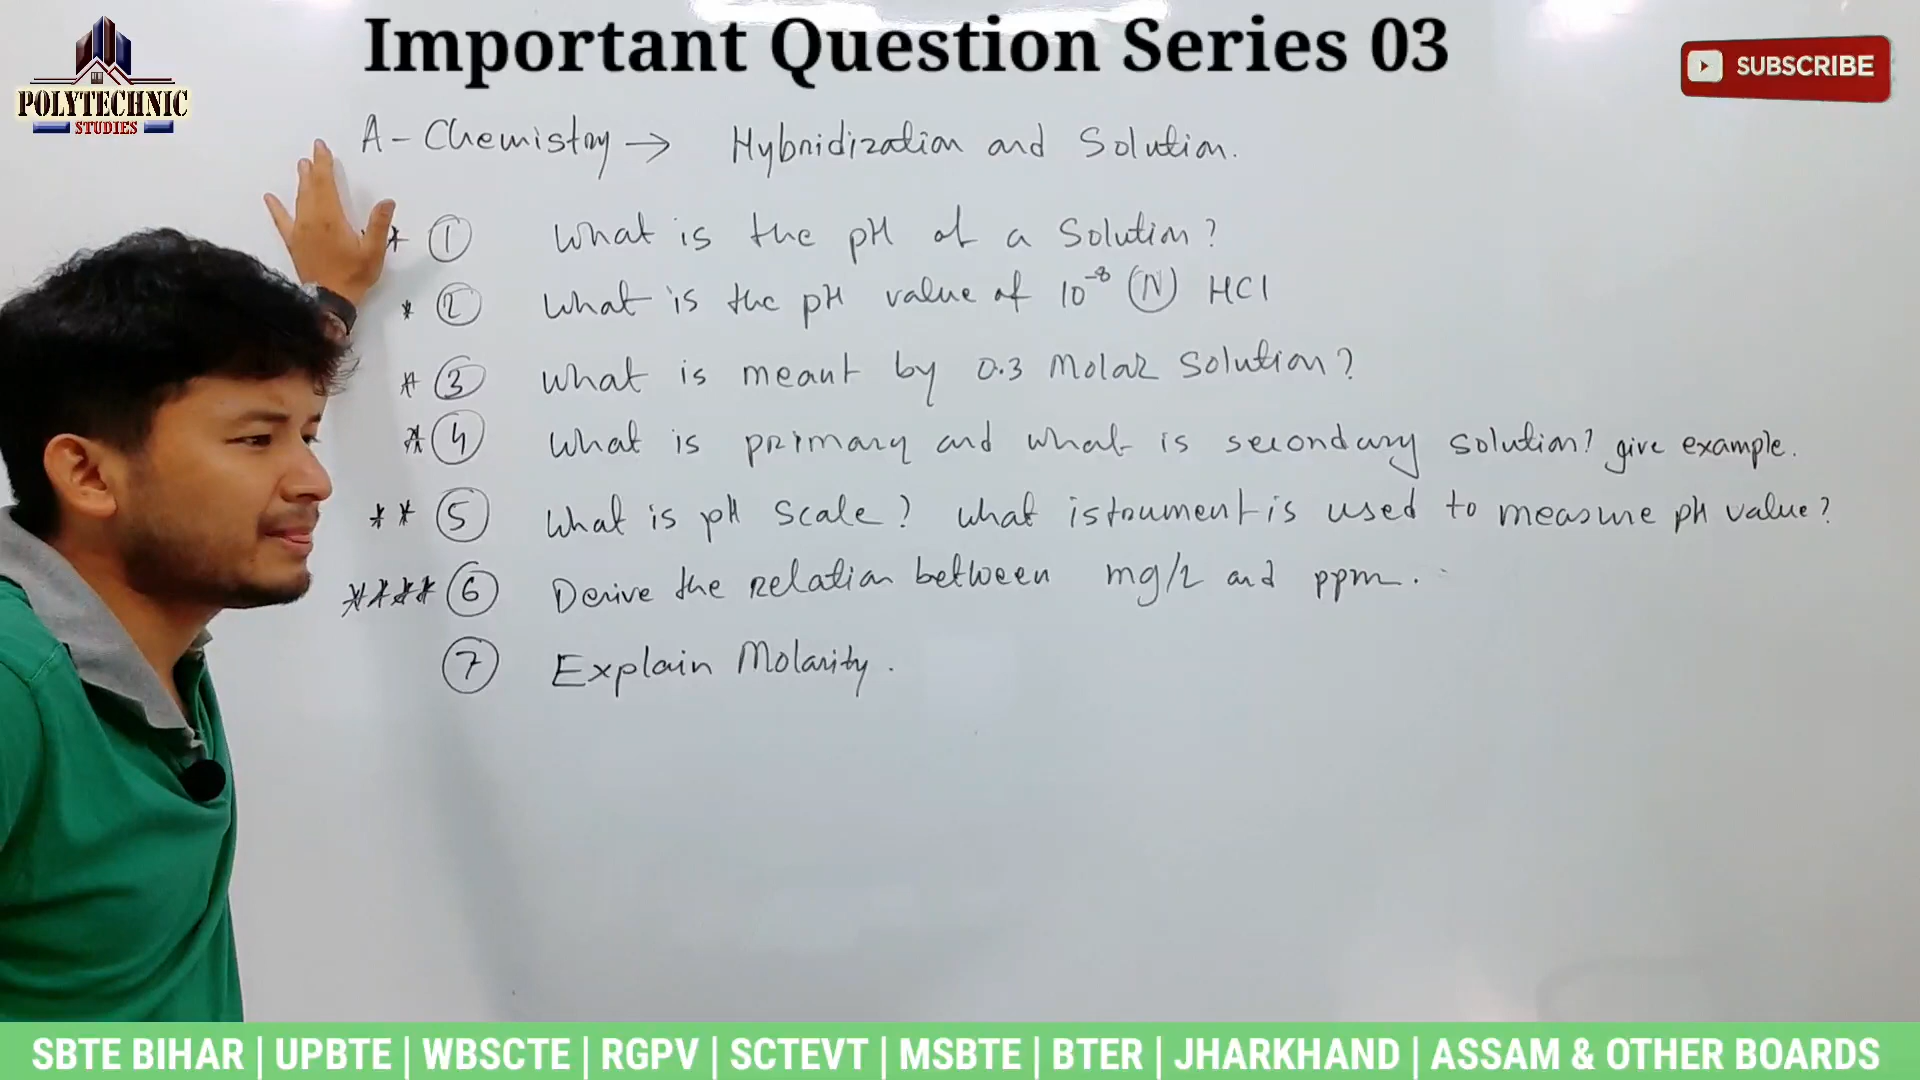 Important Question Series 03
SUBSCRIBE
POLYTECHNIC
STUDIES
A - Chemistry → Hybridization and Solution.
* ① What is the pH of a Solution?
* ② What is the pH value of 10⁻⁸ (N) HCl
* ③ What is meant by 0.3 Molar Solution?
* ④ What is primary and what is secondary solution? give example.
** ⑤ What is pH Scale? What istrument is used to measure pH value?
**** ⑥ Derive the relation between mg/L and ppm.
⑦ Explain Molarity.
SBTE BIHAR | UPBTE | WBSCTE | RGPV | SCTEVT | MSBTE | BTER | JHARKHAND | ASSAM & OTHER BOARDS